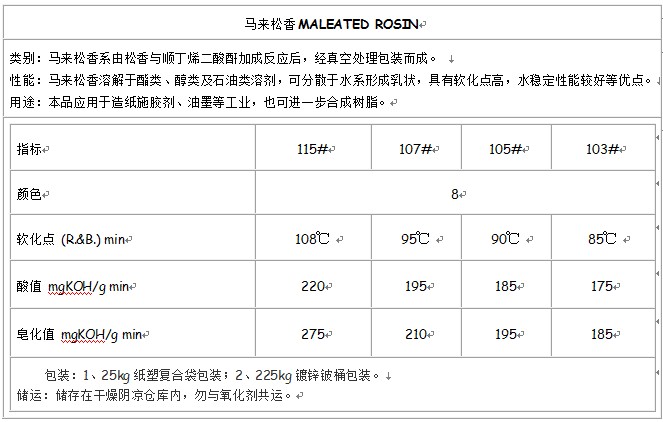 马来松香 MALEATED ROSIN
类别：马来松香系由松香与顺丁烯二酸酐加成反应后，经真空处理包装而成。
性能：马来松香溶解于酯类、醇类及石油类溶剂，可分散于水系形成乳状，具有软化点高，水稳定性能较好等优点。
用途：本品应用于造纸施胶剂、油墨等工业，也可进一步合成树脂。
指标 115# 107# 105# 103#
颜色 8
软化点 (R.&B.) min 108℃ 95℃ 90℃ 85℃
酸值 mgKOH/g min 220 195 185 175
皂化值 mgKOH/g min 275 210 195 185
包装：1、25kg 纸塑复合袋包装；2、225kg 镀锌铍桶包装。
储运：储存在干燥阴凉仓库内，勿与氧化剂共运。